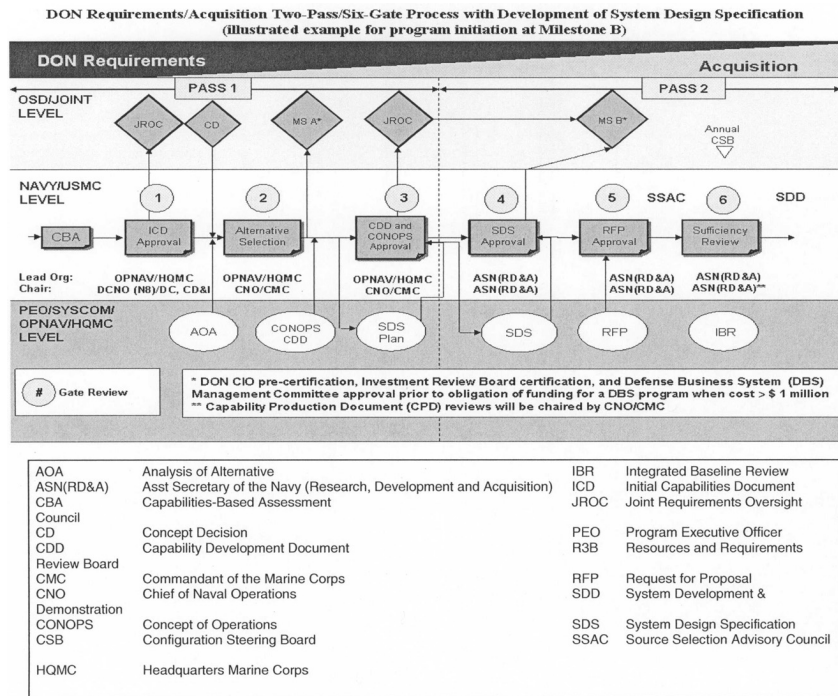 DON Requirements/Acquisition Two-Pass/Six-Gate Process with Development of System Design Specification
(illustrated example for program initiation at Milestone B)
DON Requirements
Acquisition
PASS 1
PASS 2
OSD/JOINT
LEVEL
JROC
CD
MS A*
JROC
MS B*
Annual
CSB
NAVY/USMC
LEVEL
1
2
3
4
5
SSAC
6
SDD
CBA
ICD
Approval
Alternative
Selection
CDD and
CONOPS
Approval
SDS
Approval
RFP
Approval
Sufficiency
Review
Lead Org:
Chair:
OPNAV/HQMC
DCNO (N8)/DC, CD&I
OPNAV/HQMC
CNO/CMC
OPNAV/HQMC
CNO/CMC
ASN(RD&A)
ASN(RD&A)
ASN(RD&A)
ASN(RD&A)
ASN(RD&A)
ASN(RD&A)**
PEO/SYSCOM/
OPNAV/HQMC
LEVEL
AOA
CONOPS
CDD
SDS
Plan
SDS
RFP
IBR
# Gate Review
* DON CIO pre-certification, Investment Review Board certification, and Defense Business System (DBS)
Management Committee approval prior to obligation of funding for a DBS program when cost > $ 1 million
** Capability Production Document (CPD) reviews will be chaired by CNO/CMC
AOA Analysis of Alternative IBR Integrated Baseline Review
ASN(RD&A) Asst Secretary of the Navy (Research, Development and Acquisition) ICD Initial Capabilities Document
CBA Capabilities-Based Assessment JROC Joint Requirements Oversight
Council
CD Concept Decision PEO Program Executive Officer
CDD Capability Development Document R3B Resources and Requirements
Review Board
CMC Commandant of the Marine Corps RFP Request for Proposal
CNO Chief of Naval Operations SDD System Development &
Demonstration
CONOPS Concept of Operations SDS System Design Specification
CSB Configuration Steering Board SSAC Source Selection Advisory Council
HQMC Headquarters Marine Corps